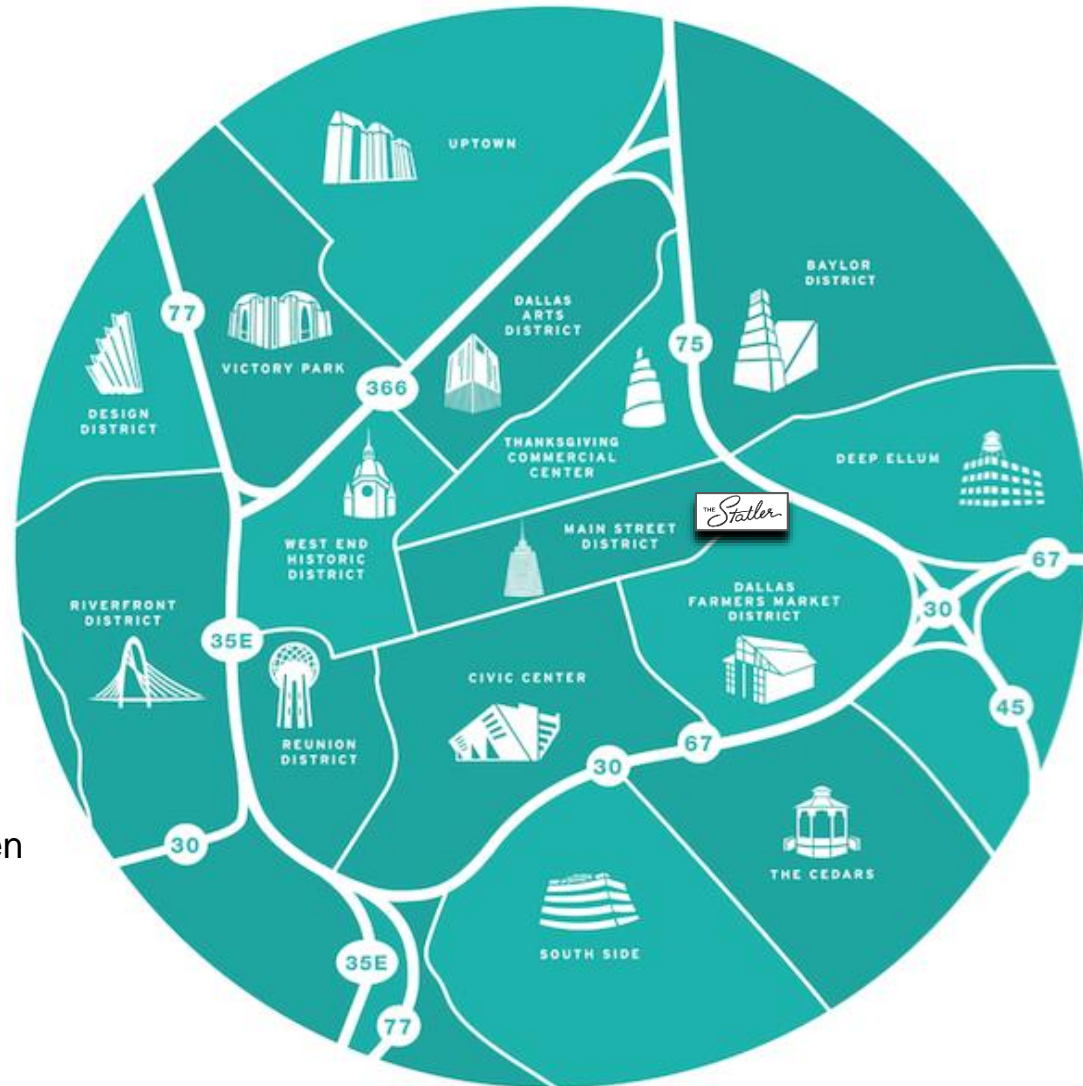 UPTOWN
BAYLOR
DISTRICT
DALLAS
ARTS
DISTRICT
77
75
VICTORY PARK
366
DESIGN
DISTRICT
THANKSGIVING
COMMERCIAL
CENTER
DEEP ELLUM
THE Statler
MAIN STREET
DISTRICT
WEST END
HISTORIC
DISTRICT
67
DALLAS
FARMERS MARKET
DISTRICT
30
RIVERFRONT
DISTRICT
35E
CIVIC CENTER
45
REUNION
DISTRICT
67
30
en
30
THE CEDARS
SOUTH SIDE
35E
77